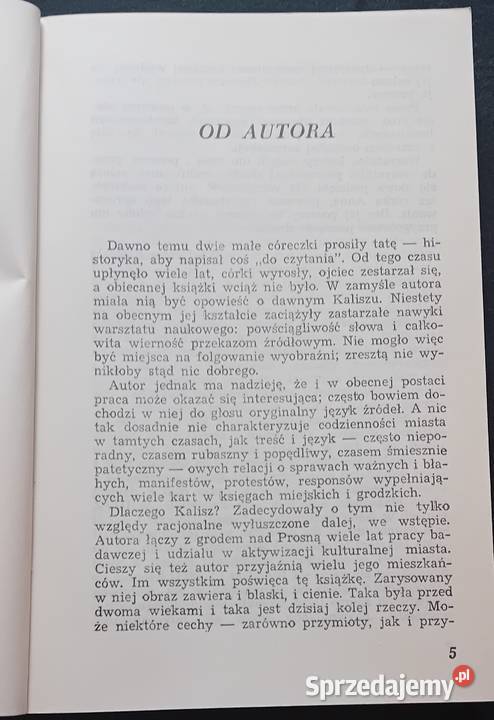 OD AUTORA
Dawno temu dwie małe córeczki prosiły tatę — hi-
storyka, aby napisał coś „do czytania". Od tego czasu
upłynęło wiele lat, córki wyrosły, ojciec zestarzał się,
a obiecanej książki wciąż nie było. W zamyśle autora
miała nią być opowieść o dawnym Kaliszu. Niestety
na obecnym jej kształcie zaciążyły zastarzałe nawyki
warsztatu naukowego: powściągliwość słowa i całko-
wita wierność przekazom źródłowym. Nie mogło więc
być miejsca na folgowanie wyobraźni; zresztą nie wy-
nikłoby stąd nic dobrego.
Autor jednak ma nadzieję, że i w obecnej postaci
praca może okazać się interesująca; często bowiem do-
chodzi w niej do głosu oryginalny język źródeł. A nic
tak dosadnie nie charakteryzuje codzienności miasta
w tamtych czasach, jak treść i język — często niepo-
radny, czasem rubaszny i popędliwy, czasem śmiesznie
patetyczny — owych relacji o sprawach ważnych i bła-
hych, manifestów, protestów, responsów wypełniają-
cych wiele kart w księgach miejskich i grodzkich.
Dlaczego Kalisz? Zadecydowały o tym nie tylko
względy racjonalne wyłuszczone dalej, we wstępie.
Autora łączy z grodem nad Prosną wiele lat pracy ba-
dawczej i udziału w aktywizacji kulturalnej miasta.
Cieszy się też autor przyjaźnią wielu jego mieszkań-
ców. Im wszystkim poświęca tę książkę. Zarysowany
w niej obraz zawiera i blaski, i cienie. Taka była przed
dwoma wiekami i taka jest dzisiaj kolej rzeczy. Mo-
że niektóre cechy — zarówno przymioty, jak i przy-
5
Sprzedajemy.pl